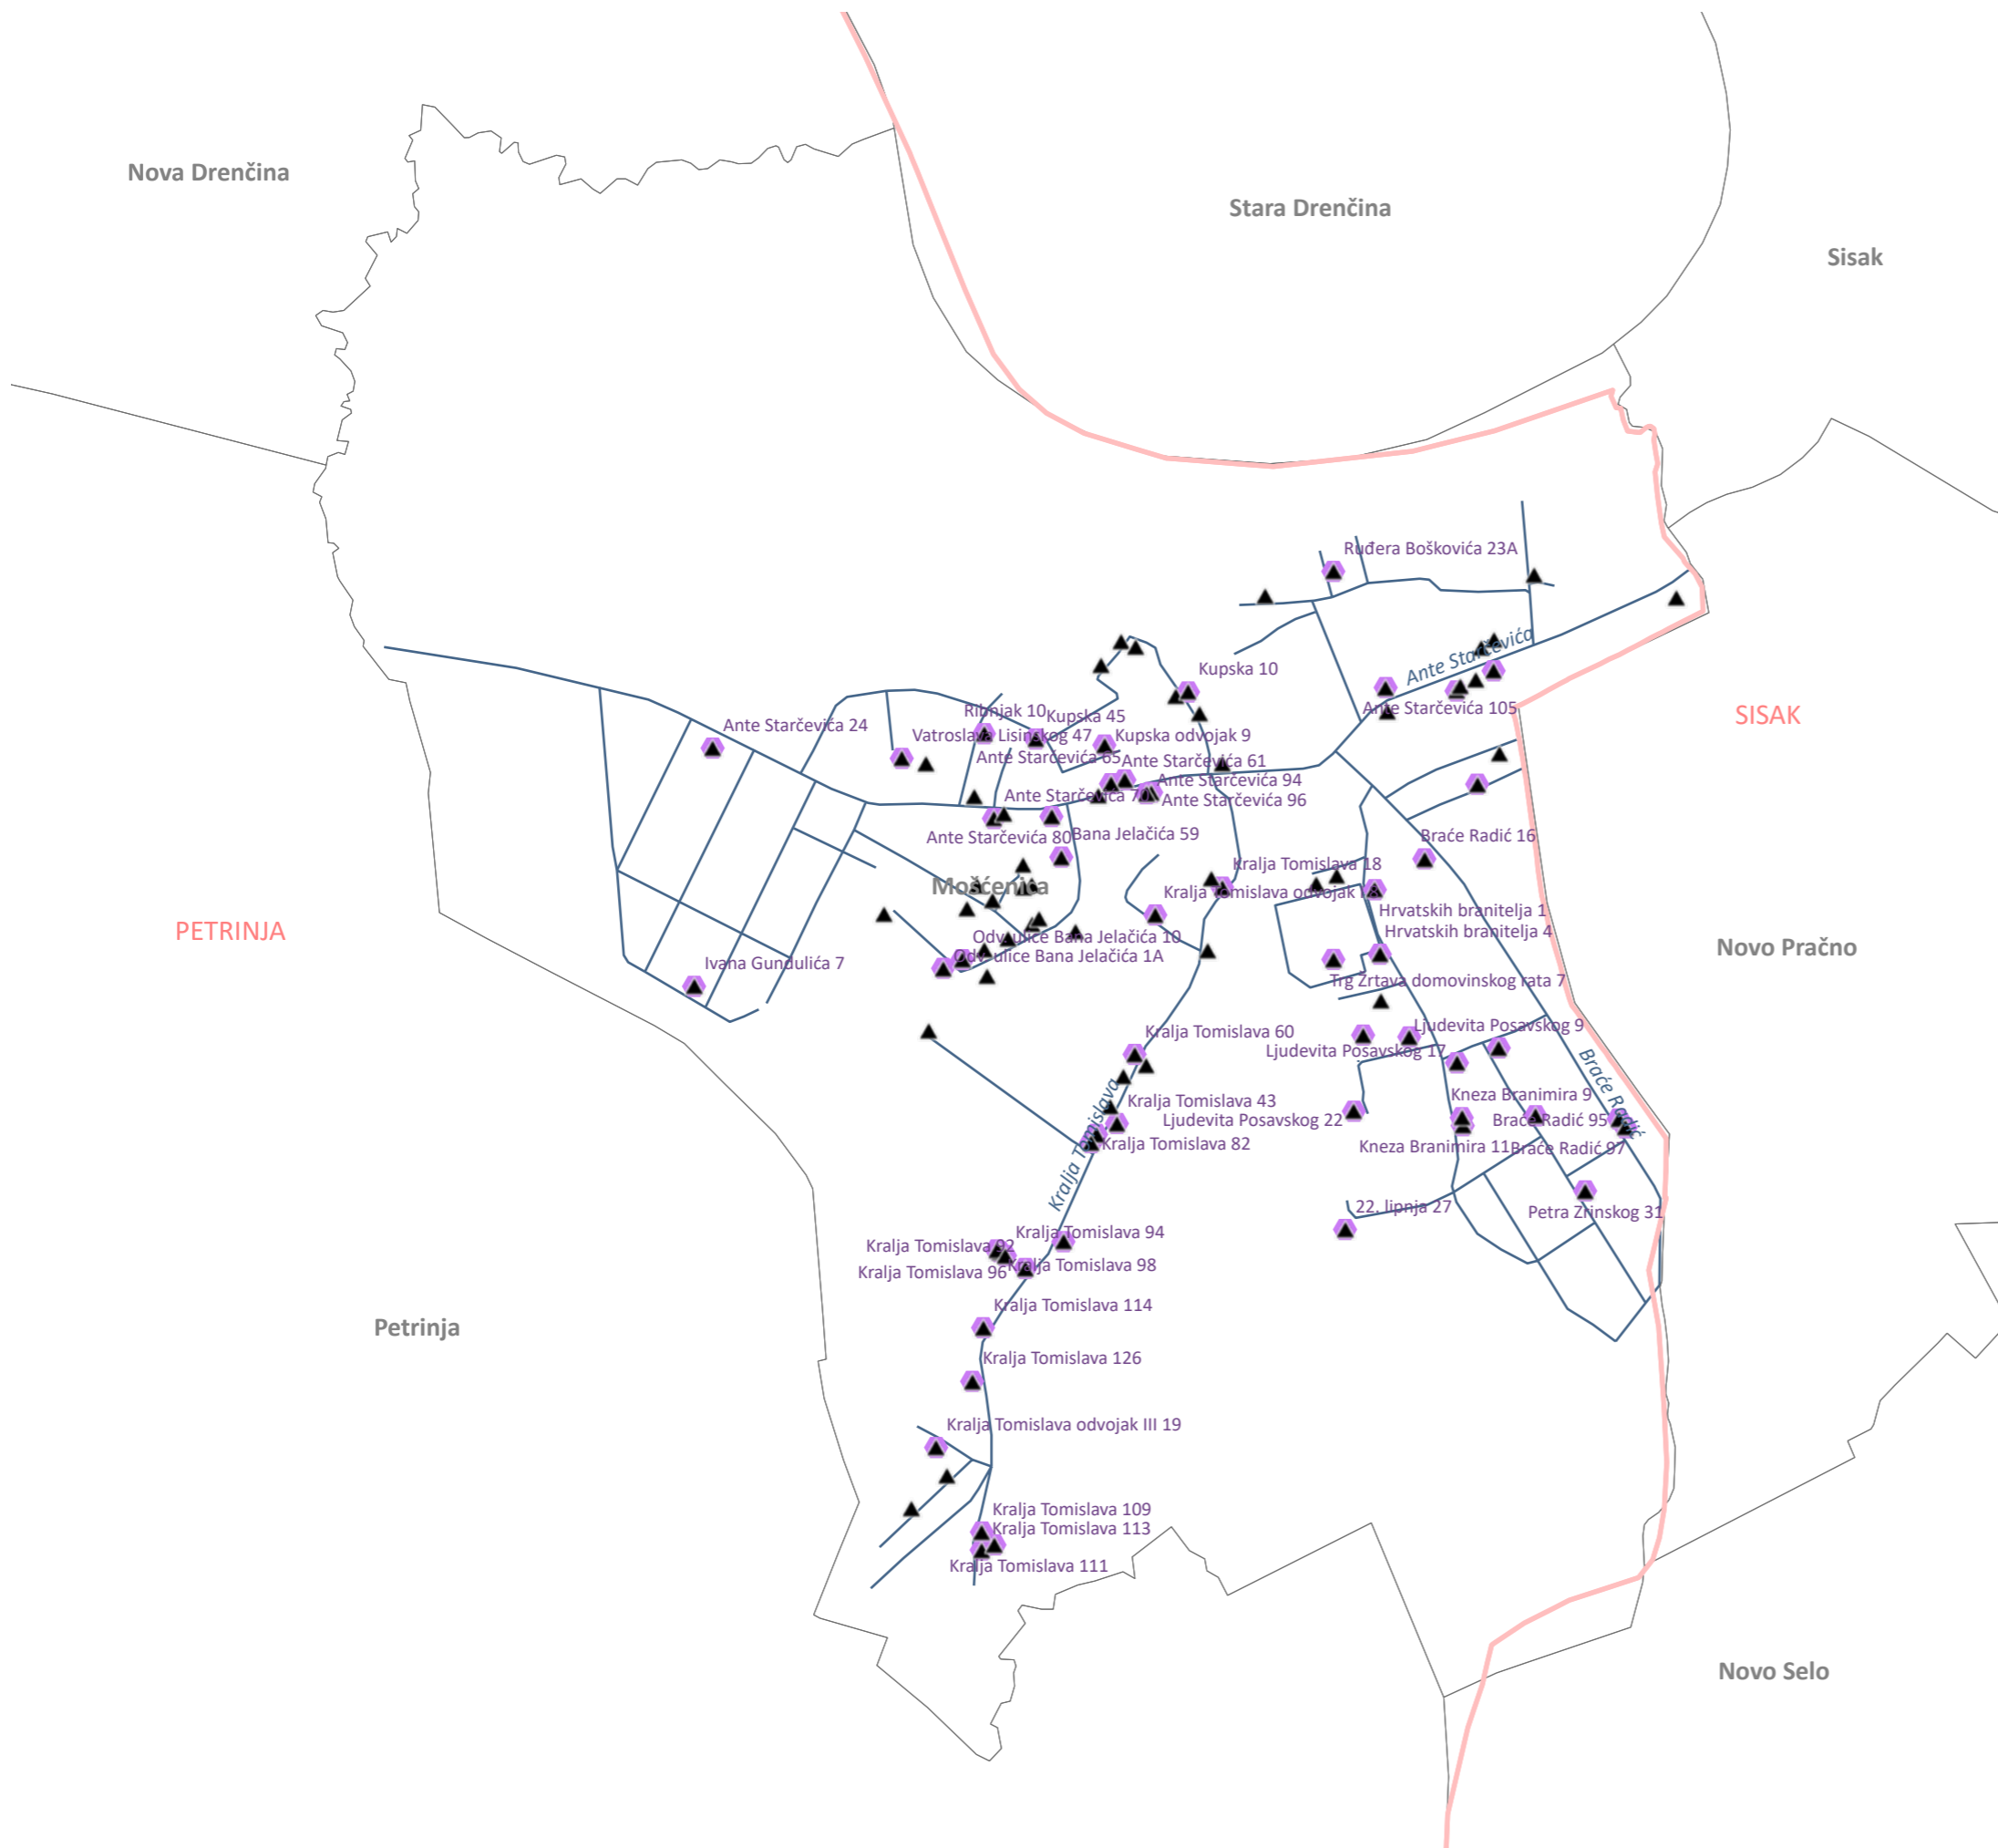 Nova Drenčina
Stara Drenčina
Sisak
Ruđera Boškovića 23A
Ante Starčevića
Kupska 10
Ante Starčevića 105
SISAK
Ribnjak 10
Kupska 45
Ante Starčevića 24
Vatroslava Lisinskog 47
Kupska odvojak 9
Ante Starčevića 65
Ante Starčevića 61
Ante Starčevića 94
Ante Starčevića
Ante Starčevića 96
Ante Starčevića 80
Bana Jelačića 59
Braće Radić 16
Kralja Tomislava 18
Mošćenica
Kralja Tomislava odvojak
Hrvatskih branitelja 1
Hrvatskih branitelja 4
PETRINJA
Odv. ulice Bana Jelačića 10
Odv. ulice Bana Jelačića 1A
Novo Pračno
Ivana Gundulića 7
Trg Žrtava domovinskog rata 7
Kralja Tomislava 60
Ljudevita Posavskog 9
Ljudevita Posavskog 17
Braće Radić
Kralja Tomislava
Kneza Branimira 9
Kralja Tomislava 43
Ljudevita Posavskog 22
Braće Radić 95
Kralja Tomislava 82
Kneza Branimira 11
Braće Radić 97
22. lipnja 27
Petra Zrinskog 31
Kralja Tomislava 94
Kralja Tomislava 92
Kralja Tomislava 98
Kralja Tomislava 96
Kralja Tomislava 114
Petrinja
Kralja Tomislava 126
Kralja Tomislava odvojak III 19
Kralja Tomislava 109
Kralja Tomislava 113
Kralja Tomislava 111
Novo Selo